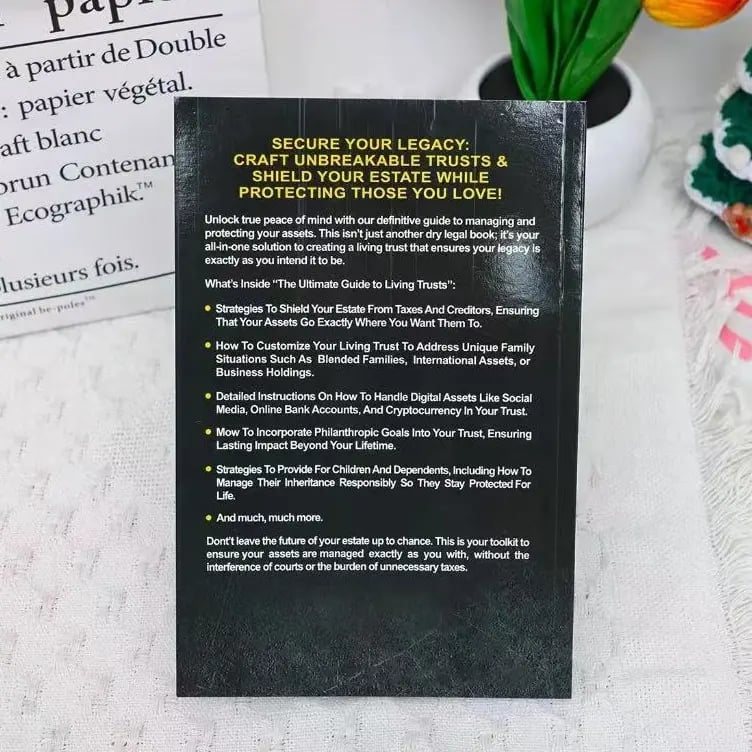 à partir de Double
: papier végétal.
aft blanc
orun Contenan
Ecographik.™
lusieurs fois.
riginal be-poles™
SECURE YOUR LEGACY:
CRAFT UNBREAKABLE TRUSTS &
SHIELD YOUR ESTATE WHILE
PROTECTING THOSE YOU LOVE!
Unlock true peace of mind with our definitive guide to managing and
protecting your assets. This isn't just another dry legal book; it's your
all-in-one solution to creating a living trust that ensures your legacy is
exactly as you intend it to be.
What's Inside “The Ultimate Guide to Living Trusts”:
• Strategies To Shield Your Estate From Taxes And Creditors, Ensuring
That Your Assets Go Exactly Where You Want Them To.
• How To Customize Your Living Trust To Address Unique Family
Situations Such As Blended Families, International Assets, or
Business Holdings.
• Detailed Instructions On How To Handle Digital Assets Like Social
Media, Online Bank Accounts, And Cryptocurrency In Your Trust.
• Mow To Incorporate Philanthropic Goals Into Your Trust, Ensuring
Lasting Impact Beyond Your Lifetime.
• Strategies To Provide For Children And Dependents, Including How To
Manage Their Inheritance Responsibly So They Stay Protected For
Life.
• And much, much more.
Dont't leave the future of your estate up to chance. This is your toolkit to
ensure your assets are managed exactly as you with, without the
interference of courts or the burden of unnecessary taxes.